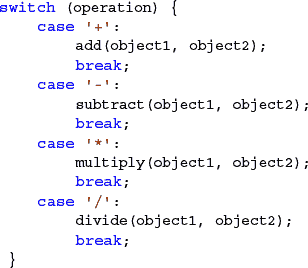 switch (operation) {
    case '+':
        add(object1, object2);
        break;
    case '-':
        subtract(object1, object2);
        break;
    case '*':
        multiply(object1, object2);
        break;
    case '/':
        divide(object1, object2);
        break;
}